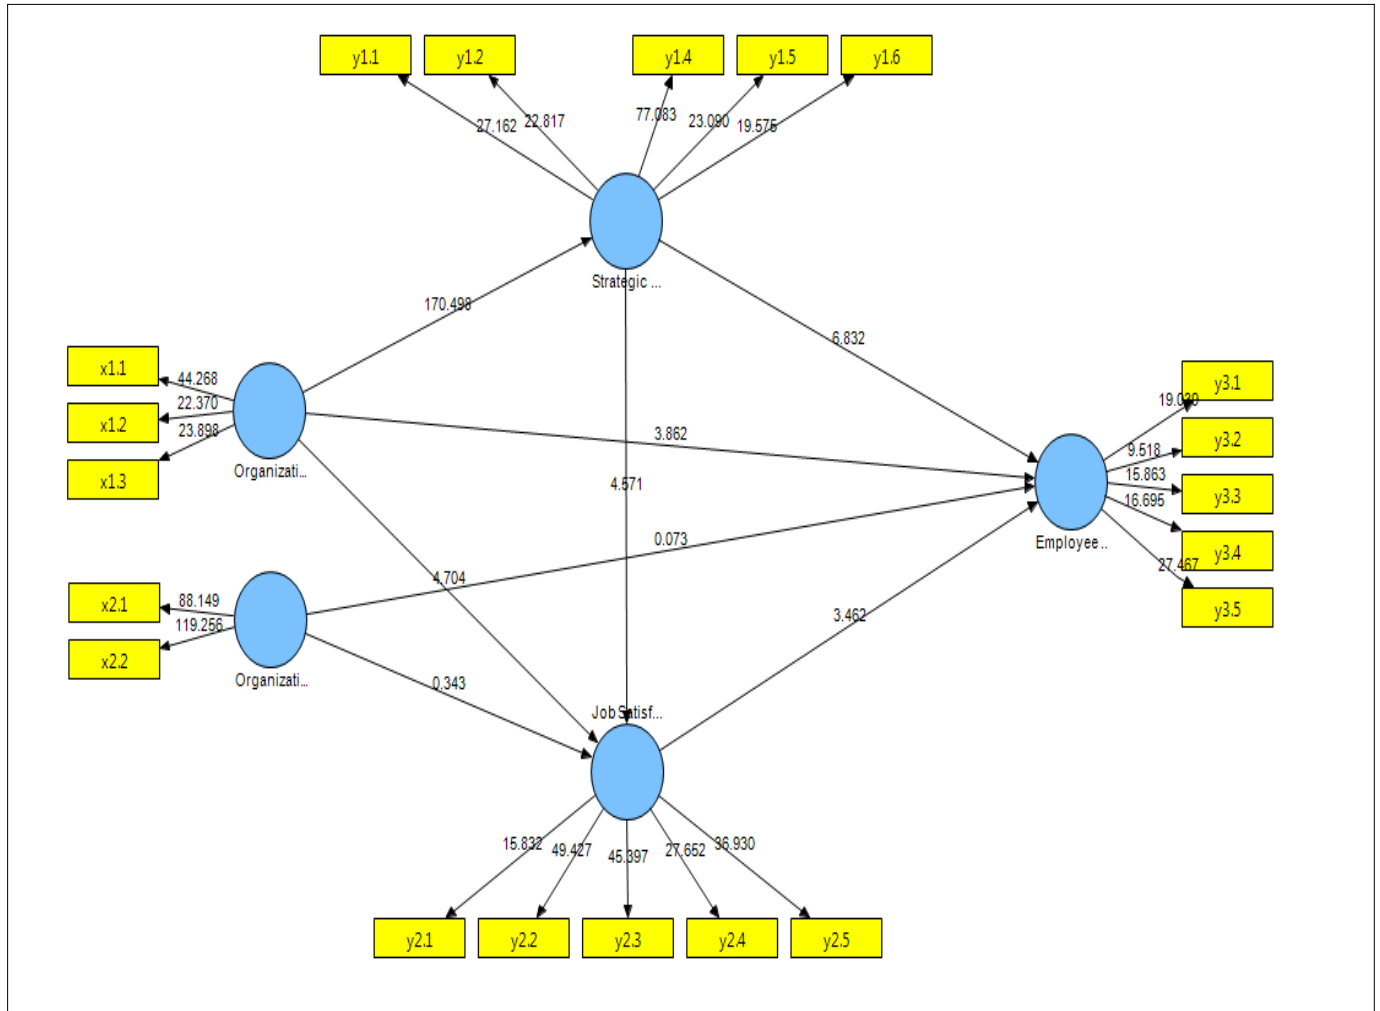 y1.1 y1.2 y1.4 y1.5 y1.6
27.162 22.817 77.083 23.090 19.575
Strategic ...
170.498 6.832
x1.1 44.268
x1.2 22.370
x1.3 23.898
Organizati...
3.862
4.571
y3.1 19.039
y3.2 9.518
y3.3 15.863
y3.4 16.695
y3.5 27.467
Employee ..
0.073
4.704
x2.1 88.149
x2.2 119.256
Organizati...
0.343
3.462
Job Satisf...
15.832 49.427 45.397 27.652 36.930
y2.1 y2.2 y2.3 y2.4 y2.5